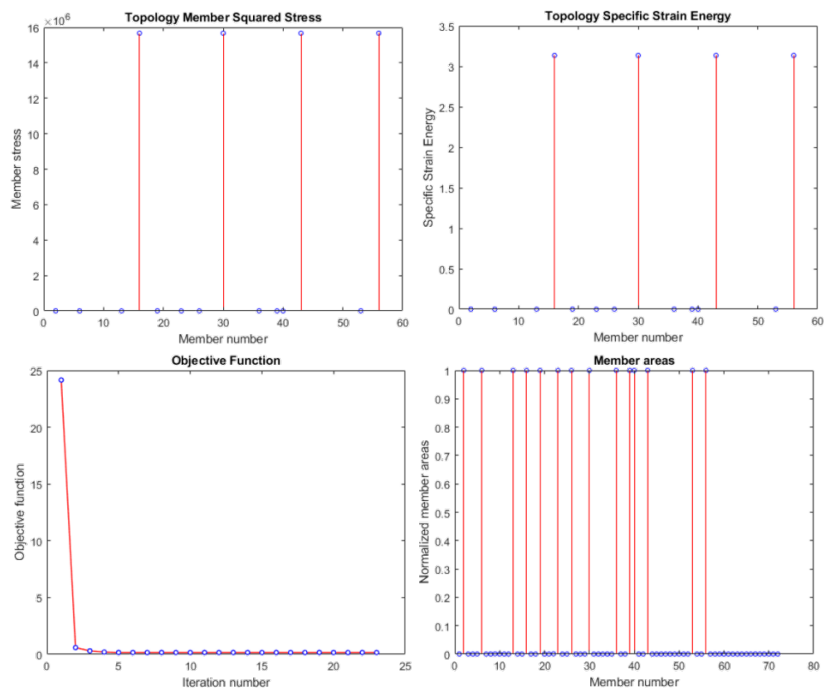 Topology Member Squared Stress
×10⁶
16
14
12
10
8
6
4
2
0
0 10 20 30 40 50 60
Member number
Member stress
Topology Specific Strain Energy
3.5
3
2.5
2
1.5
1
0.5
0
0 10 20 30 40 50 60
Member number
Specific Strain Energy
Objective Function
25
20
15
10
5
0
0 5 10 15 20 25
Iteration number
Objective function
Member areas
1
0.9
0.8
0.7
0.6
0.5
0.4
0.3
0.2
0.1
0
0 10 20 30 40 50 60 70 80
Member number
Normalized member areas